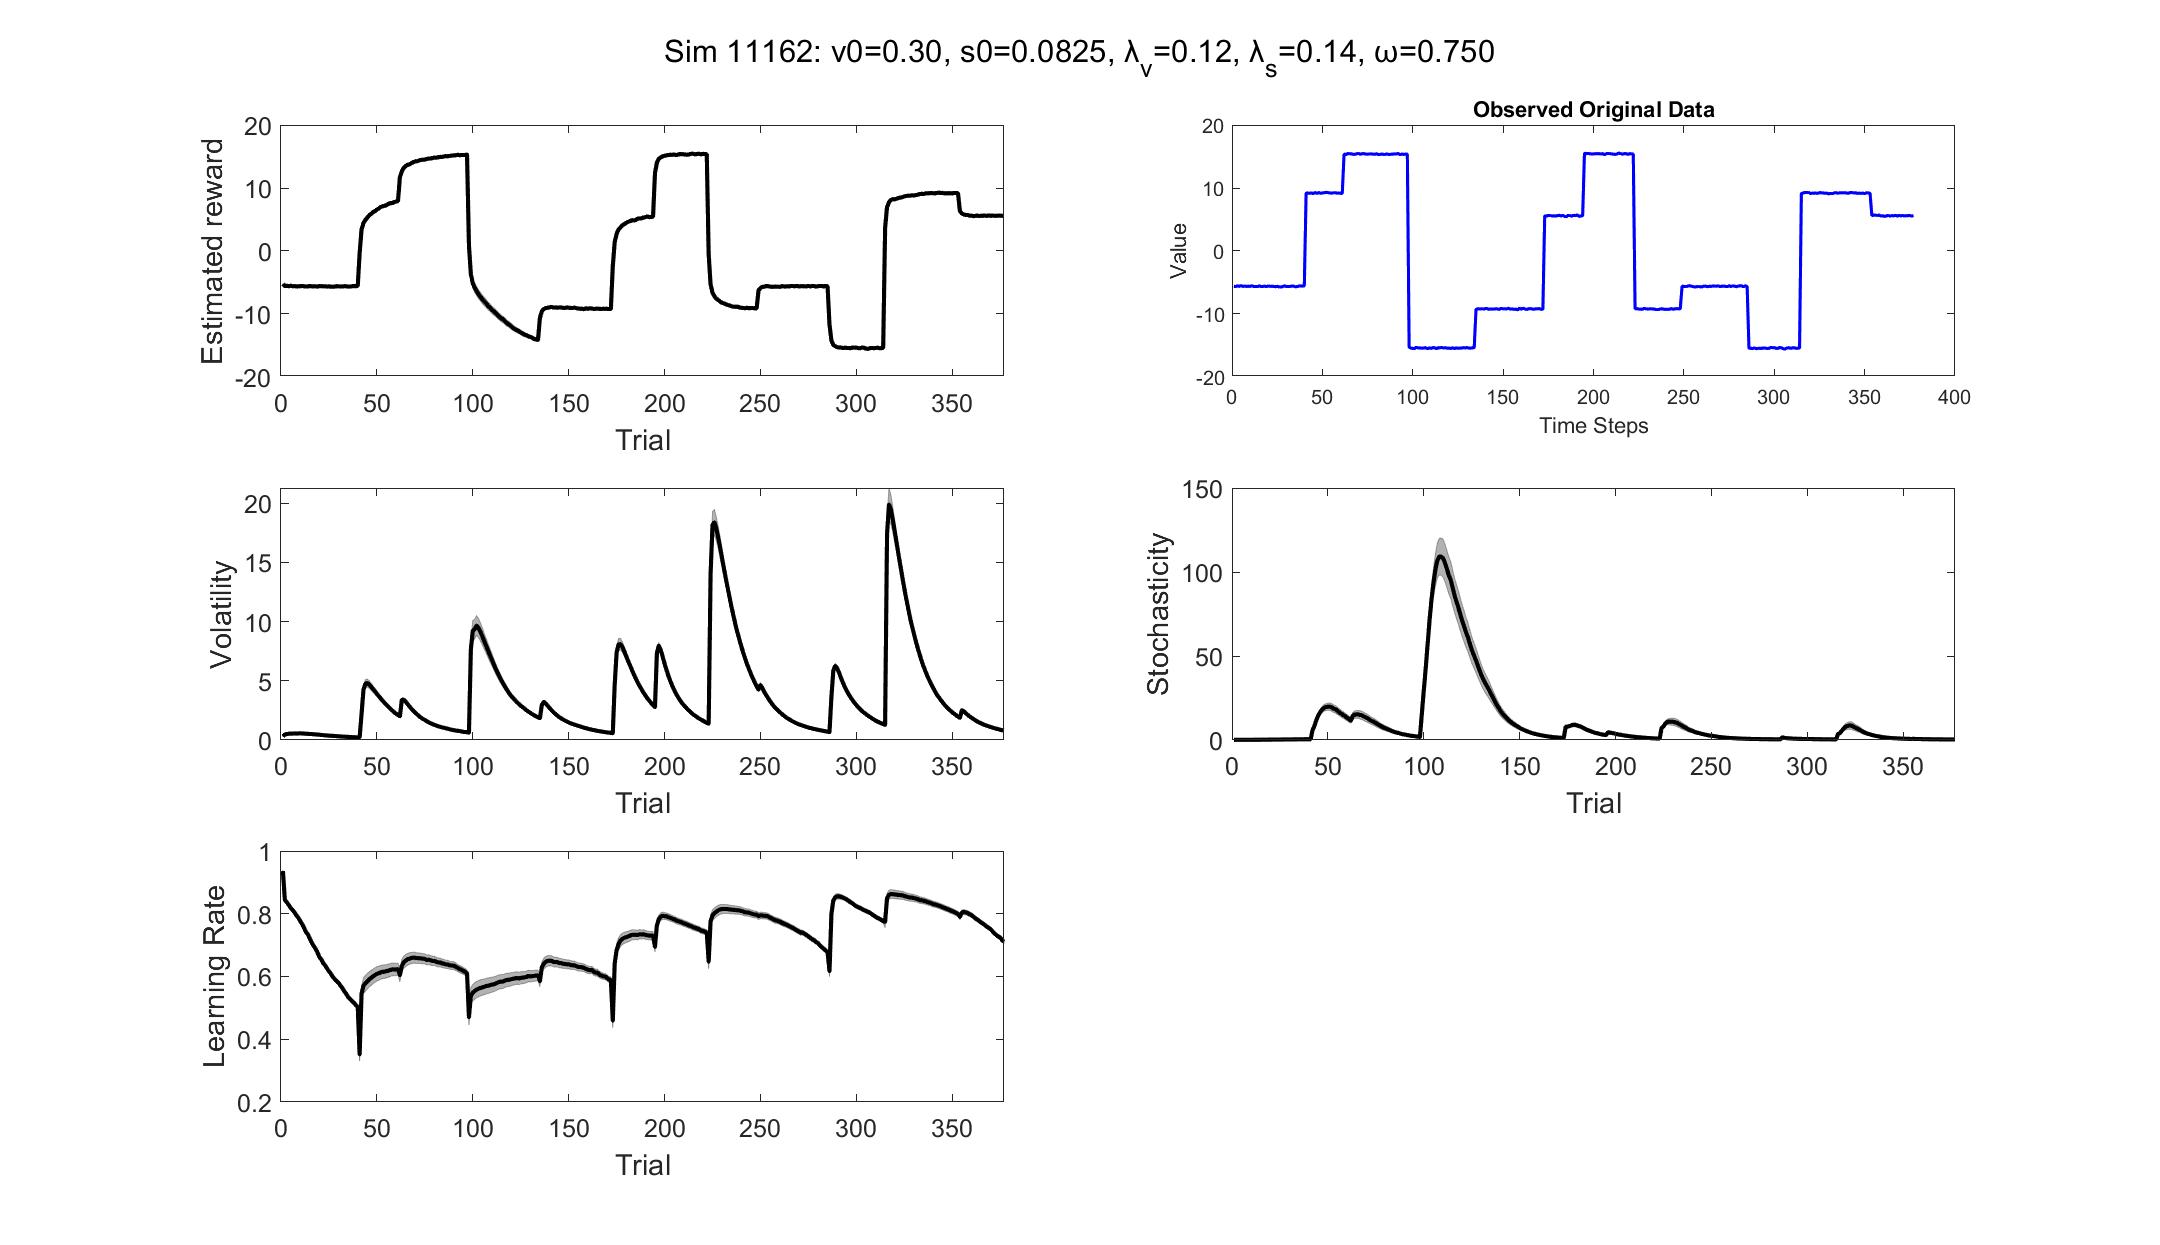 Sim 11162: v0=0.30, s0=0.0825, λv=0.12, λs=0.14, ω=0.750
Estimated reward
20
10
0
-10
-20
0 50 100 150 200 250 300 350
Trial
Observed Original Data
Value
20
10
0
-10
-20
0 50 100 150 200 250 300 350 400
Time Steps
Volatility
20
15
10
5
0
0 50 100 150 200 250 300 350
Trial
Stochasticity
150
100
50
0
0 50 100 150 200 250 300 350
Trial
Learning Rate
1
0.8
0.6
0.4
0.2
0 50 100 150 200 250 300 350
Trial